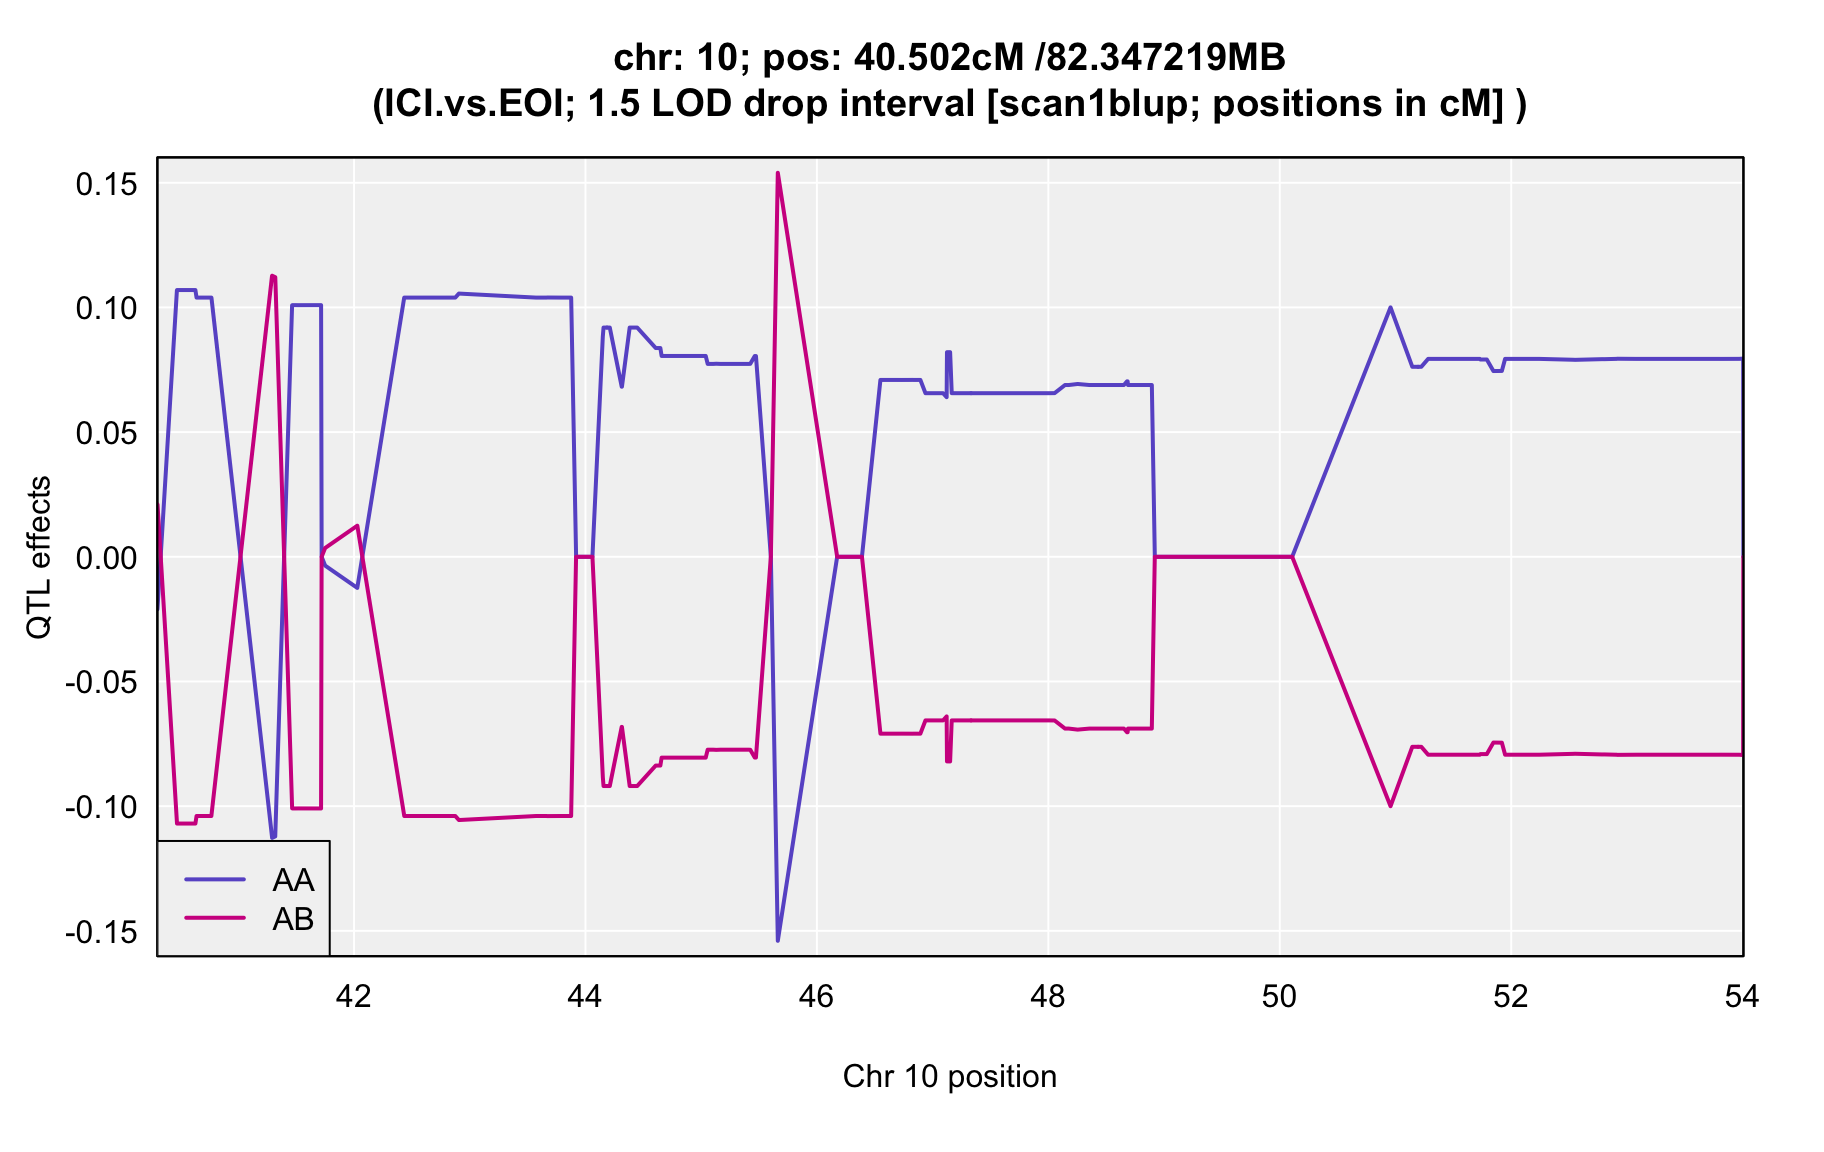 chr: 10; pos: 40.502cM /82.347219MB
(ICI.vs.EOI; 1.5 LOD drop interval [scan1blup; positions in cM] )
QTL effects
0.15
0.10
0.05
0.00
-0.05
-0.10
-0.15
AA
AB
42 44 46 48 50 52 54
Chr 10 position